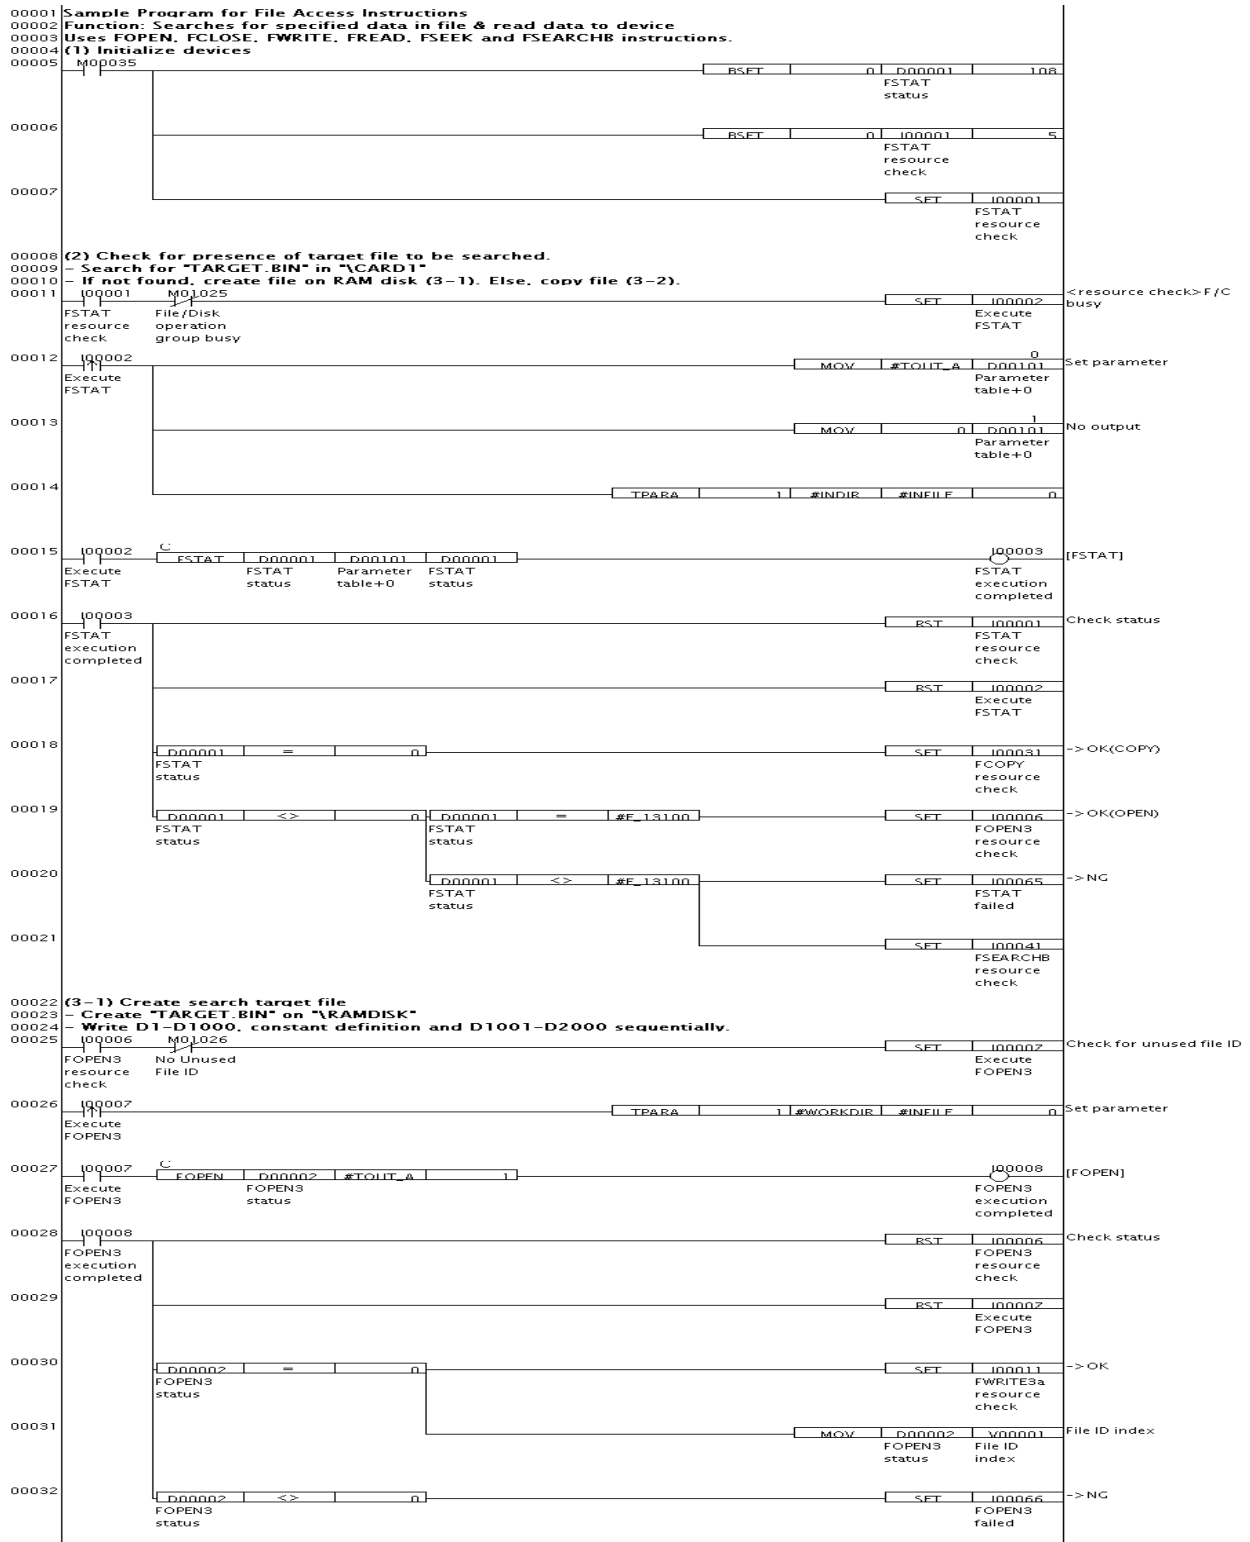 00001 Sample Program for File Access Instructions
00002 Function: Searches for specified data in file & read data to device
00003 Uses FOPEN, FCLOSE, FWRITE, FREAD, FSEEK and FSEARCHB instructions.
00004 (1) Initialize devices
00005 M00035 BSET 0 D00001 108
FSTAT
status
00006 BSET 0 I00001 5
FSTAT
resource
check
00007 SET I00001
FSTAT
resource
check
00008 (2) Check for presence of target file to be searched.
00009 - Search for "TARGET.BIN" in "\CARD1"
00010 - If not found, create file on RAM disk (3-1). Else, copy file (3-2).
00011 I00001 M01025 SET I00002 <resource check>F/C
busy
FSTAT File/Disk Execute
resource operation FSTAT
check group busy
0
00012 I00002 MOV #TOUT_A D00101 Set parameter
Execute Parameter
FSTAT table+0
1
00013 MOV 0 D00101 No output
Parameter
table+0
00014 TPARA 1 #INDIR #INFILE 0
C
00015 I00002 FSTAT D00001 D00101 D00001 I00003 [FSTAT]
Execute FSTAT Parameter FSTAT FSTAT
FSTAT status table+0 status execution
completed
00016 I00003 RST I00001 Check status
FSTAT FSTAT
execution resource
completed check
00017 RST I00002
Execute
FSTAT
00018 D00001 = 0 SET I00031 ->OK(COPY)
FSTAT FCOPY
status resource
check
00019 D00001 <> 0 D00001 = #E_13100 SET I00006 ->OK(OPEN)
FSTAT FSTAT FOPEN3
status status resource
check
00020 D00001 <> #E_13100 SET I00065 ->NG
FSTAT FSTAT
status failed
00021 SET I00041
FSEARCHB
resource
check
00022 (3-1) Create search target file
00023 - Create "TARGET.BIN" on "\RAMDISK"
00024 - Write D1-D1000, constant definition and D1001-D2000 sequentially.
00025 I00006 M01026 SET I00007 Check for unused file ID
FOPEN3 No Unused Execute
resource File ID FOPEN3
check
00026 I00007 TPARA 1 #WORKDIR #INFILE 0 Set parameter
Execute
FOPEN3
C
00027 I00007 FOPEN D00002 #TOUT_A 1 I00008 [FOPEN]
Execute FOPEN3 FOPEN3
FOPEN3 status execution
completed
00028 I00008 RST I00006 Check status
FOPEN3 FOPEN3
execution resource
completed check
00029 RST I00007
Execute
FOPEN3
00030 D00002 = 0 SET I00011 ->OK
FOPEN3 FWRITE3a
status resource
check
00031 MOV D00002 V00001 File ID index
FOPEN3 File ID
status index
00032 D00002 <> 0 SET I00066 ->NG
FOPEN3 FOPEN3
status failed